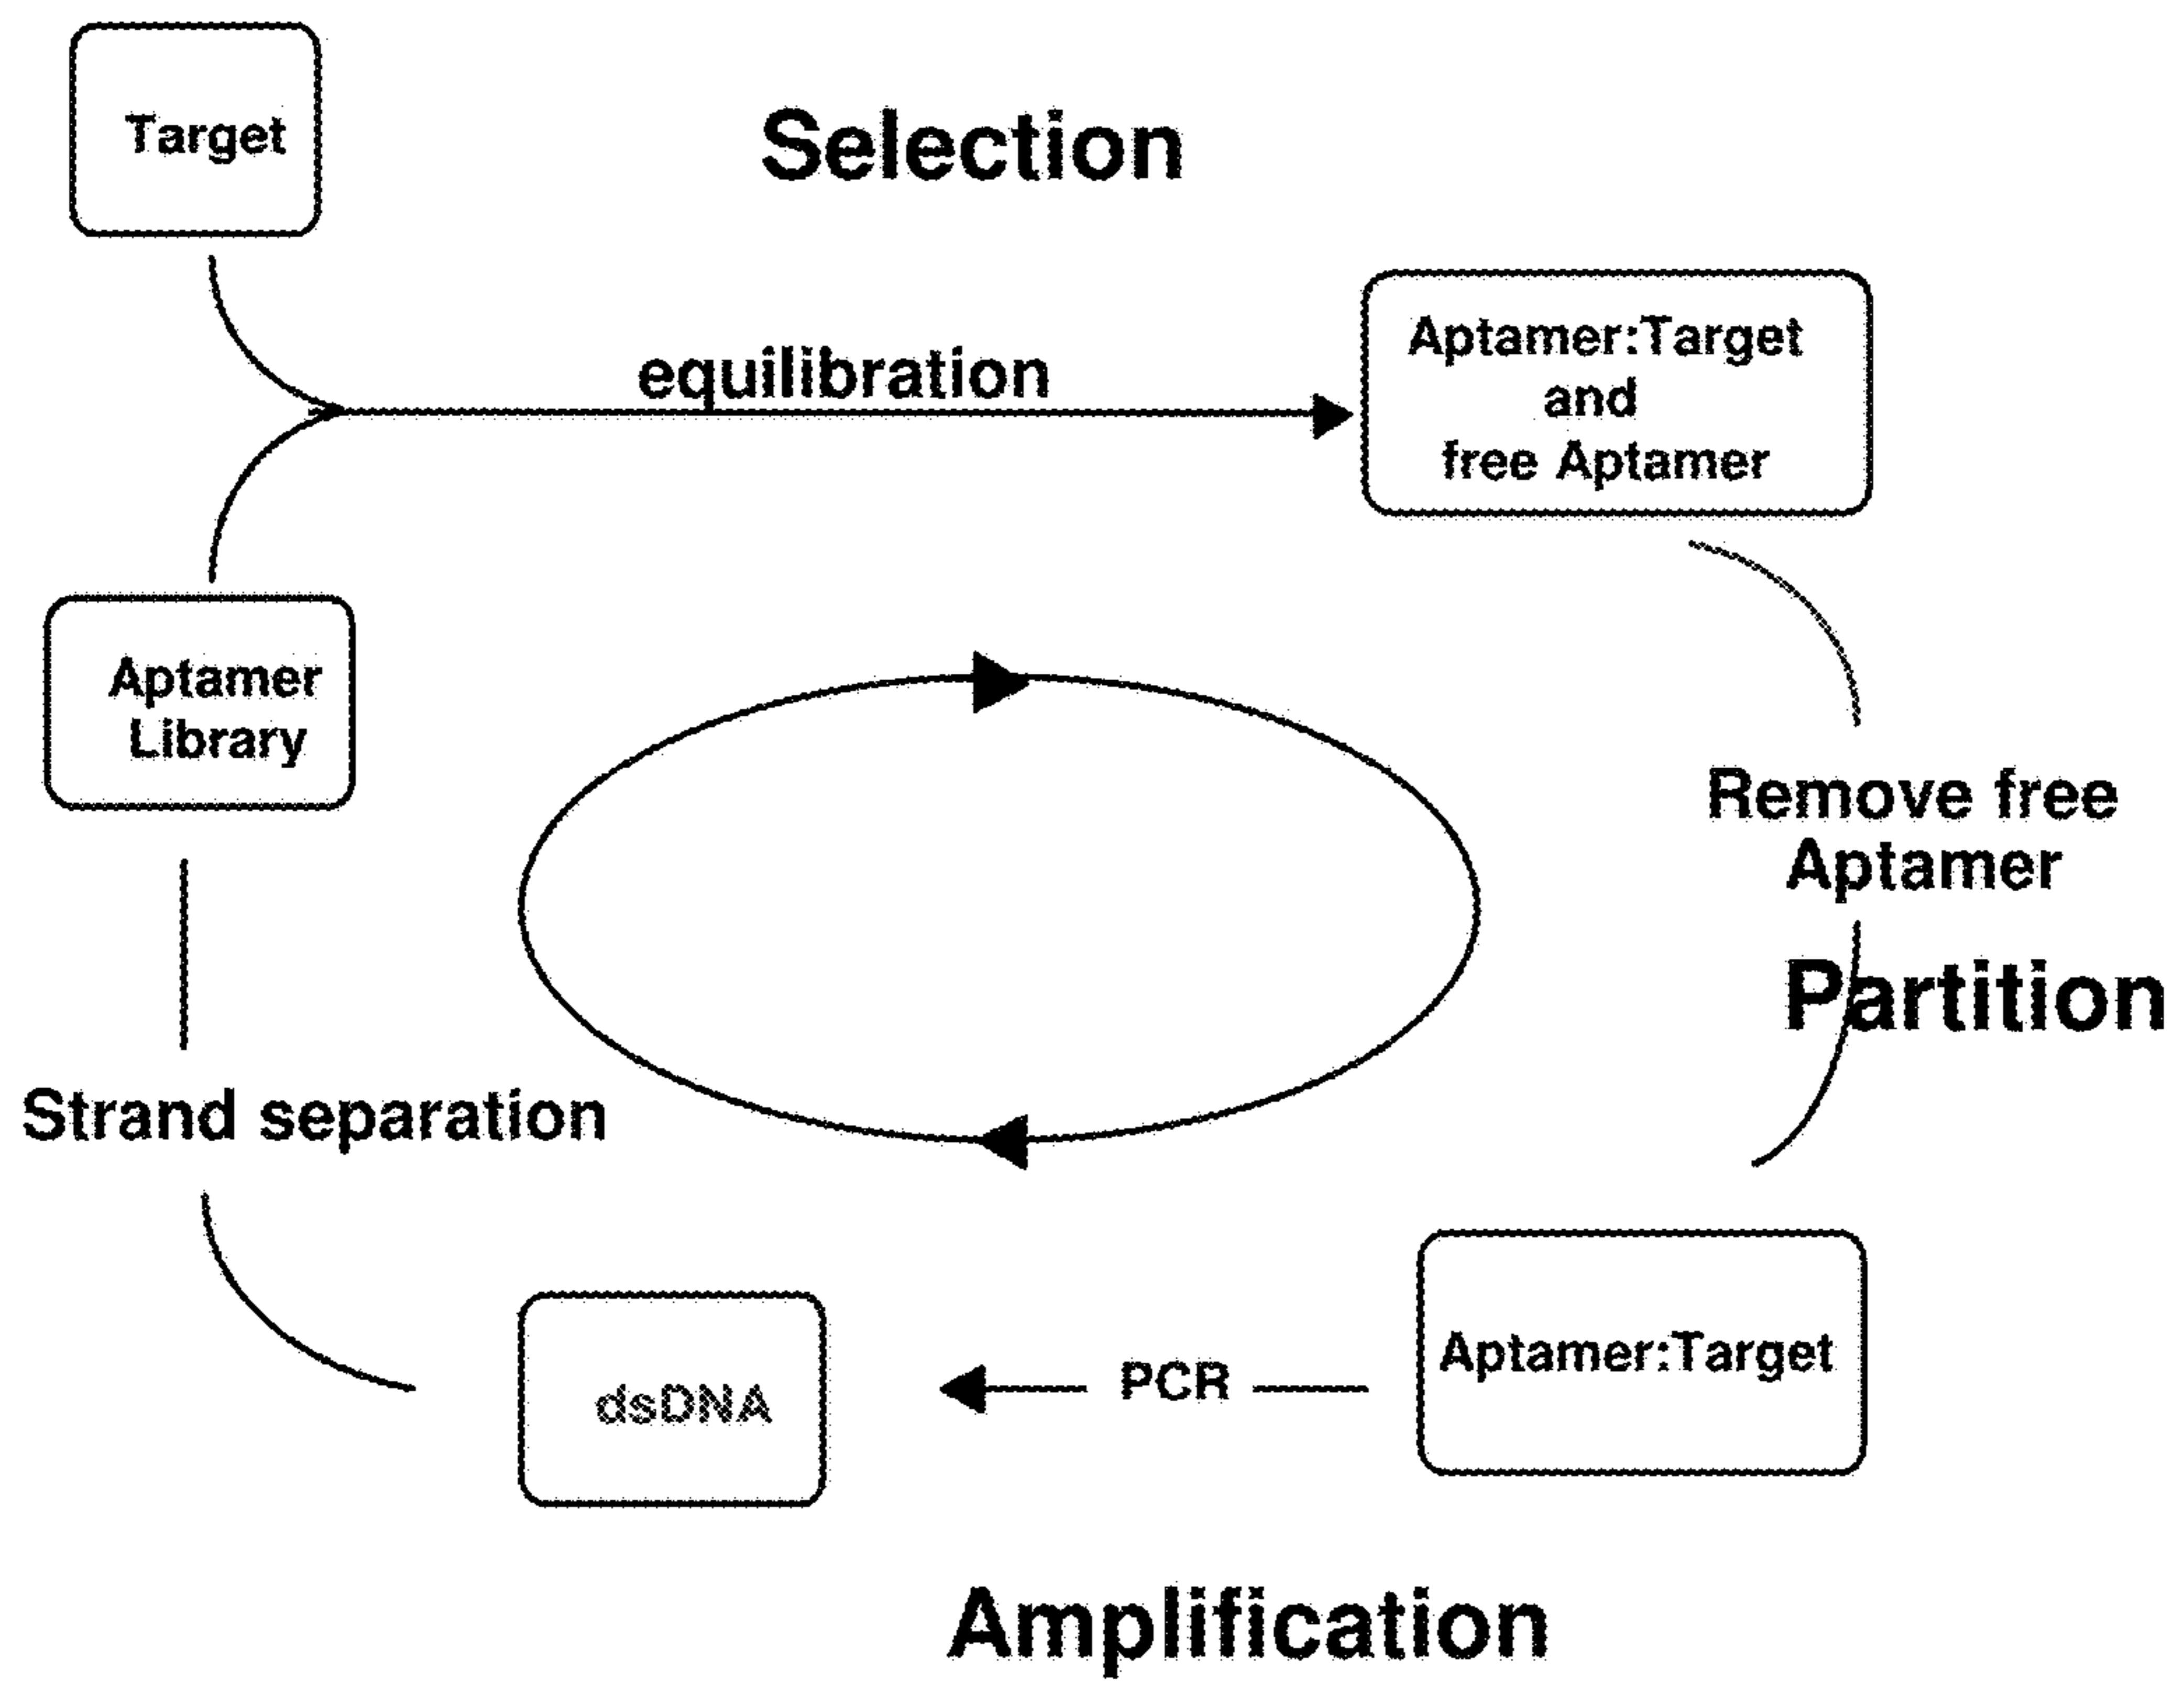 Target
Selection
equilibration
Aptamer:Target
and
free Aptamer
Aptamer
Library
Remove free
Aptamer
Partition
Strand separation
dsDNA
PCR
Aptamer:Target
Amplification